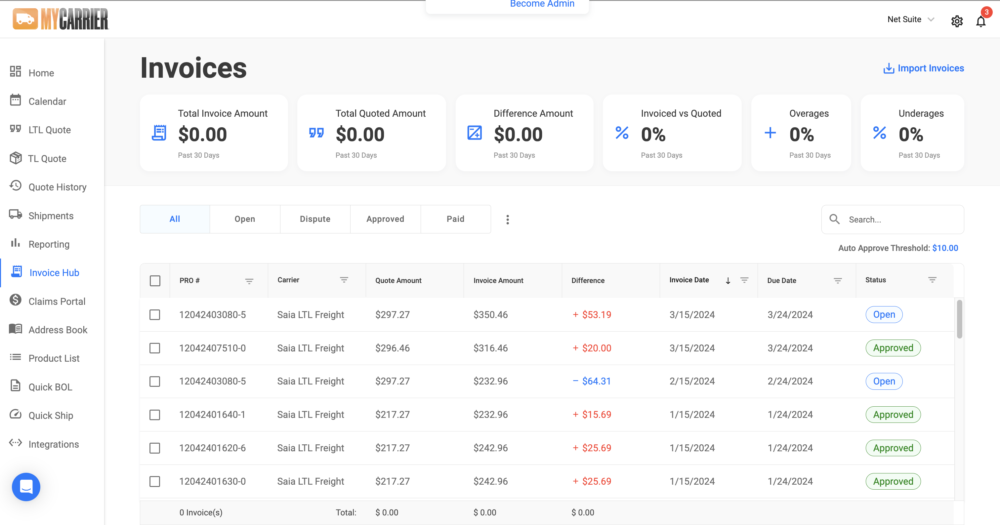 Become Admin
MYCARRIER
Net Suite
3
Home
Calendar
LTL Quote
TL Quote
Quote History
Shipments
Reporting
Invoice Hub
Claims Portal
Address Book
Product List
Quick BOL
Quick Ship
Integrations
Invoices
Import Invoices
Total Invoice Amount
$0.00
Past 30 Days
Total Quoted Amount
$0.00
Past 30 Days
Difference Amount
$0.00
Past 30 Days
Invoiced vs Quoted
0%
Past 30 Days
Overages
0%
Past 30 Days
Underages
0%
Past 30 Days
All Open Dispute Approved Paid
Search...
Auto Approve Threshold: $10.00
PRO # Carrier Quote Amount Invoice Amount Difference Invoice Date Due Date Status
12042403080-5 Saia LTL Freight $297.27 $350.46 + $53.19 3/15/2024 3/24/2024 Open
12042407510-0 Saia LTL Freight $296.46 $316.46 + $20.00 3/15/2024 3/24/2024 Approved
12042403080-5 Saia LTL Freight $297.27 $232.96 − $64.31 2/15/2024 2/24/2024 Open
12042401640-1 Saia LTL Freight $217.27 $232.96 + $15.69 1/15/2024 1/24/2024 Approved
12042401620-6 Saia LTL Freight $217.27 $242.96 + $25.69 1/15/2024 1/24/2024 Approved
12042401630-0 Saia LTL Freight $217.27 $242.96 + $25.69 1/15/2024 1/24/2024 Approved
0 Invoice(s) Total: $ 0.00 $ 0.00 $ 0.00